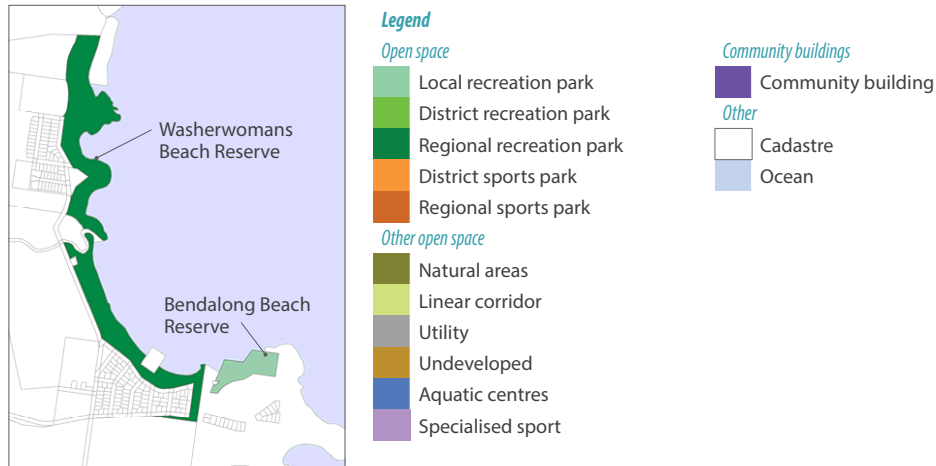 Washerwomans
Beach Reserve
Bendalong Beach
Reserve
Legend
Open space
Local recreation park
District recreation park
Regional recreation park
District sports park
Regional sports park
Other open space
Natural areas
Linear corridor
Utility
Undeveloped
Aquatic centres
Specialised sport
Community buildings
Community building
Other
Cadastre
Ocean